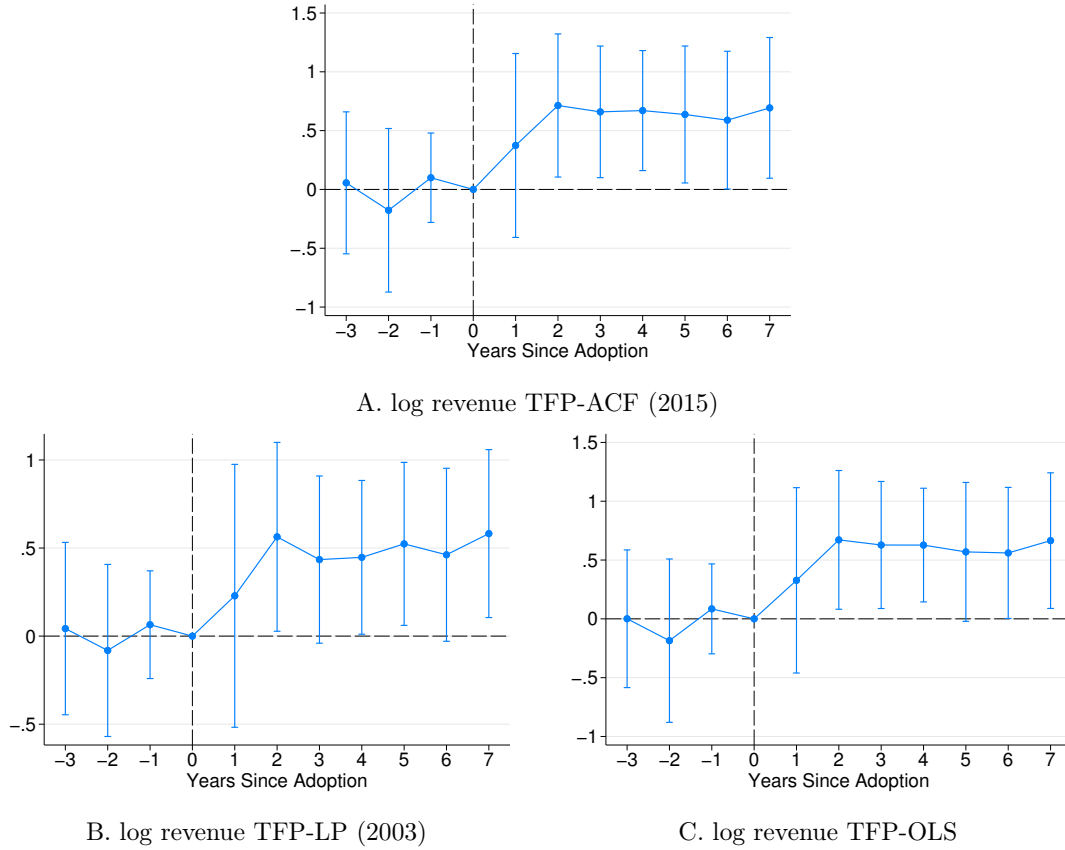 1.5
1
.5
0
−.5
−1
−3 −2 −1 0 1 2 3 4 5 6 7
Years Since Adoption
A. log revenue TFP-ACF (2015)
1
.5
0
−.5
−3 −2 −1 0 1 2 3 4 5 6 7
Years Since Adoption
B. log revenue TFP-LP (2003)
1.5
1
.5
0
−.5
−1
−3 −2 −1 0 1 2 3 4 5 6 7
Years Since Adoption
C. log revenue TFP-OLS